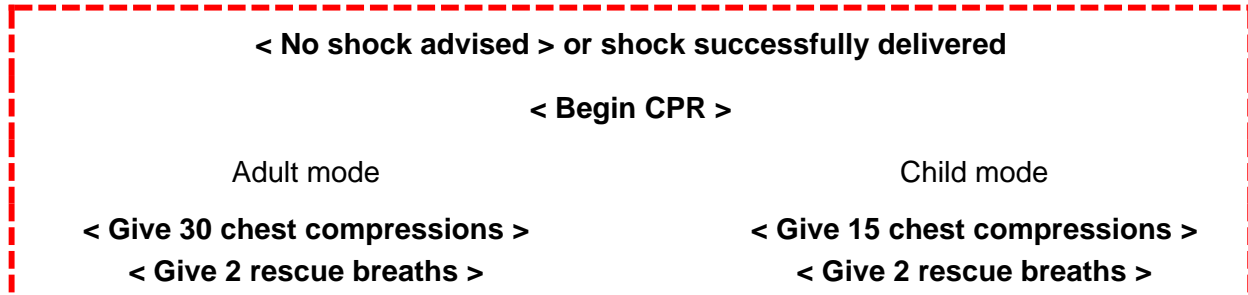 < No shock advised > or shock successfully delivered
< Begin CPR >
Adult mode Child mode
< Give 30 chest compressions > < Give 15 chest compressions >
< Give 2 rescue breaths > < Give 2 rescue breaths >